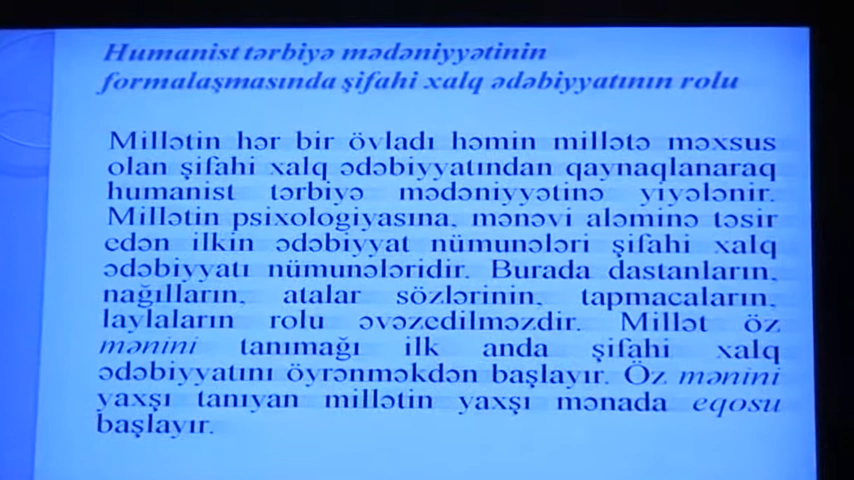 Humanist tərbiyə mədəniyyətinin
formalaşmasında şifahi xalq ədəbiyyatının rolu
Millətin hər bir övladı həmin millətə məxsus
olan şifahi xalq ədəbiyyatından qaynaqlanaraq
humanist tərbiyə mədəniyyətinə yiyələnir.
Millətin psixologiyasına, mənəvi aləminə təsir
edən ilkin ədəbiyyat nümunələri şifahi xalq
ədəbiyyatı nümunələridir. Burada dastanların,
nağılların, atalar sözlərinin, tapmacaların,
laylaların rolu əvəzedilməzdir. Millət öz
mənini tanımağı ilk anda şifahi xalq
ədəbiyyatını öyrənməkdən başlayır. Öz mənini
yaxşı tanıyan millətin yaxşı mənada eqosu
başlayır.